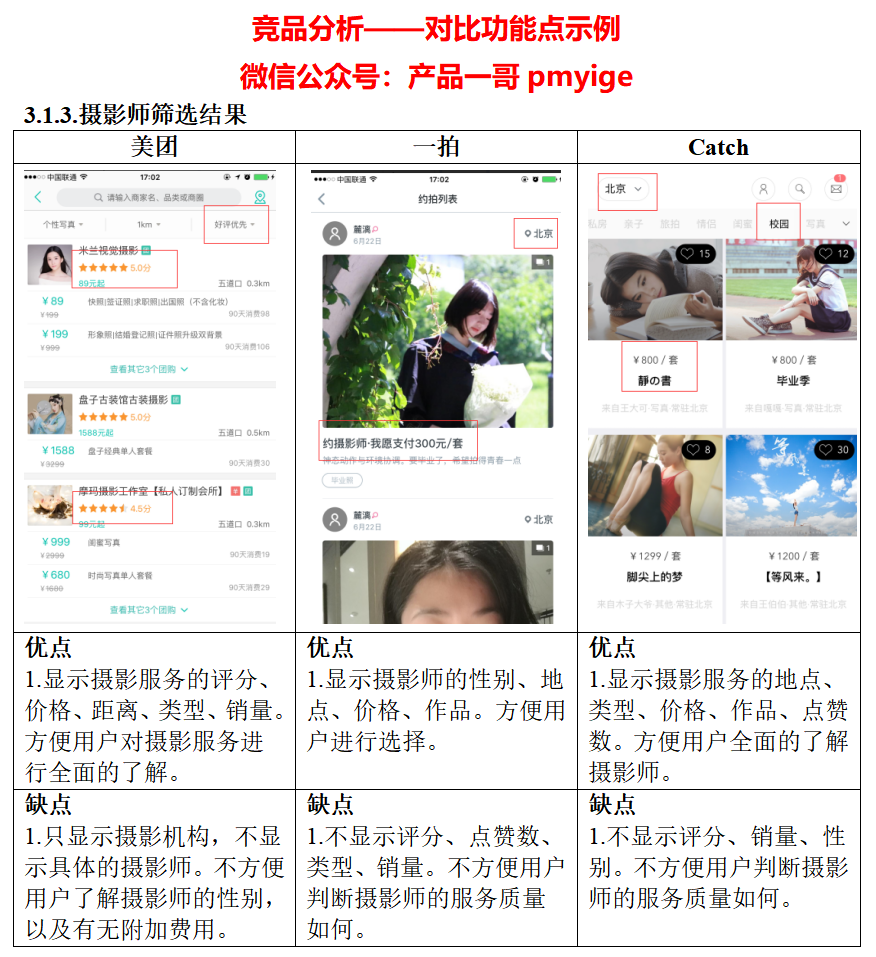 竞品分析——对比功能点示例
微信公众号：产品一哥 pmyige
3.1.3.摄影师筛选结果
美团
一拍
Catch
中国联通
17:02
请输入商家名、品类或商圈
个性写真
1km
好评优先
米兰视觉摄影 团
5.0分
89元起
五道口 0.3km
￥89
快照|签证照|求职照|出国照（不含化妆）
￥199
90天消费98
￥199
形象照|结婚登记照|证件照升级双背景
￥999
90天消费106
查看其它3个团购
盘子古装馆古装摄影 团
5.0分
1588元起
五道口 0.5km
￥1588
盘子经典单人套餐
￥3299
90天消费30
摩玛摄影工作室【私人订制会所】 团
4.5分
99元起
五道口 0.3km
￥999
闺蜜写真
￥2999
90天消费19
￥680
时尚写真单人套餐
￥1680
90天消费29
查看其它3个团购
中国联通
17:02
约拍列表
麓漓
6月22日
北京
1
约摄影师·我愿支付300元/套
神态动作与环境协调。要毕业了，希望拍得青春一点
毕业照
麓漓
6月22日
北京
1
北京
1
私房 亲子 旅拍 情侣 闺蜜 校园 写真
15
12
￥800 / 套
靜の書
来自王大可·写真·常驻北京
￥800 / 套
毕业季
来自嘎嘎·写真·常驻北京
8
30
￥1299 / 套
脚尖上的梦
来自木子大爷·其他·常驻北京
￥1200 / 套
【等风来。】
来自王伯伯·其他·常驻北京
优点
1.显示摄影服务的评分、
价格、距离、类型、销量。
方便用户对摄影服务进
行全面的了解。
优点
1.显示摄影师的性别、地
点、价格、作品。方便用
户进行选择。
优点
1.显示摄影服务的地点、
类型、价格、作品、点赞
数。方便用户全面的了解
摄影师。
缺点
1.只显示摄影机构，不显
示具体的摄影师。不方便
用户了解摄影师的性别，
以及有无附加费用。
缺点
1.不显示评分、点赞数、
类型、销量。不方便用户
判断摄影师的服务质量
如何。
缺点
1.不显示评分、销量、性
别。不方便用户判断摄影
师的服务质量如何。